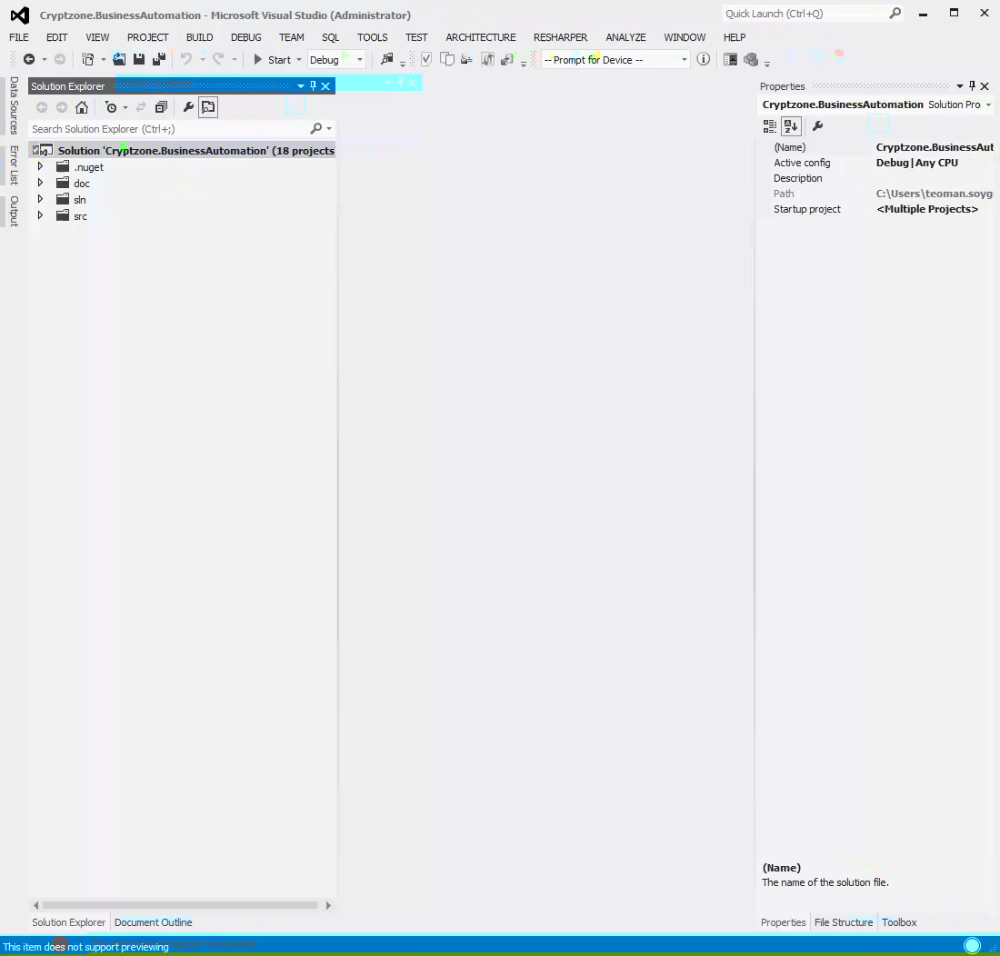 Cryptzone.BusinessAutomation - Microsoft Visual Studio (Administrator)
Quick Launch (Ctrl+Q)
FILE EDIT VIEW PROJECT BUILD DEBUG TEAM SQL TOOLS TEST ARCHITECTURE RESHARPER ANALYZE WINDOW HELP
Start Debug -- Prompt for Device --
Data Sources
Error List
Output
Solution Explorer
Search Solution Explorer (Ctrl+;)
Solution 'Cryptzone.BusinessAutomation' (18 projects
.nuget
doc
sln
src
Solution Explorer Document Outline
Properties
Cryptzone.BusinessAutomation Solution Pro
(Name) Cryptzone.BusinessAut
Active config Debug|Any CPU
Description
Path C:\Users\teoman.soyg
Startup project <Multiple Projects>
(Name)
The name of the solution file.
Properties File Structure Toolbox
This item does not support previewing